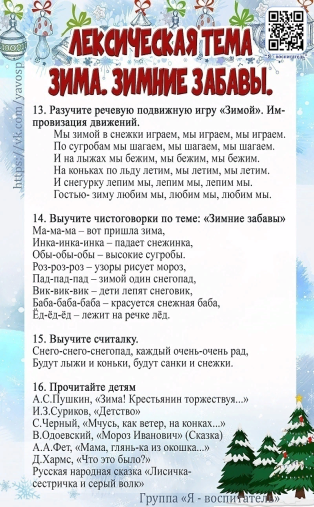 ЛЕКСИЧЕСКАЯ ТЕМА
ЗИМА. ЗИМНИЕ ЗАБАВЫ.
https://vk.com/yavosp
Я - воспитатель
13. Разучите речевую подвижную игру «Зимой». Им-
провизация движений.
Мы зимой в снежки играем, мы играем, мы играем.
По сугробам мы шагаем, мы шагаем, мы шагаем.
И на лыжах мы бежим, мы бежим, мы бежим.
На коньках по льду летим, мы летим, мы летим.
И снегурку лепим мы, лепим мы, лепим мы.
Гостью- зиму любим мы, любим мы, любим мы.
14. Выучите чистоговорки по теме: «Зимние забавы»
Ма-ма-ма – вот пришла зима,
Инка-инка-инка – падает снежинка,
Обы-обы-обы – высокие сугробы.
Роз-роз-роз – узоры рисует мороз,
Пад-пад-пад – зимой один снегопад,
Вик-вик-вик – дети лепят снеговик,
Баба-баба-баба – красуется снежная баба,
Ёд-ёд-ёд – лежит на речке лёд.
15. Выучите считалку.
Снего-снего-снегопад, каждый очень-очень рад,
Будут лыжи и коньки, будут санки и снежки.
16. Прочитайте детям
А.С.Пушкин, «Зима! Крестьянин торжествуя...»
И.З.Суриков, «Детство»
С.Черный, «Мчусь, как ветер, на коньках...»
В.Одоевский, «Мороз Иванович» (Сказка)
А.А.Фет, «Мама, глянь-ка из окошка...»
Д.Хармс, «Что это было?»
Русская народная сказка «Лисичка-
сестричка и серый волк»
Группа «Я - воспитатель»